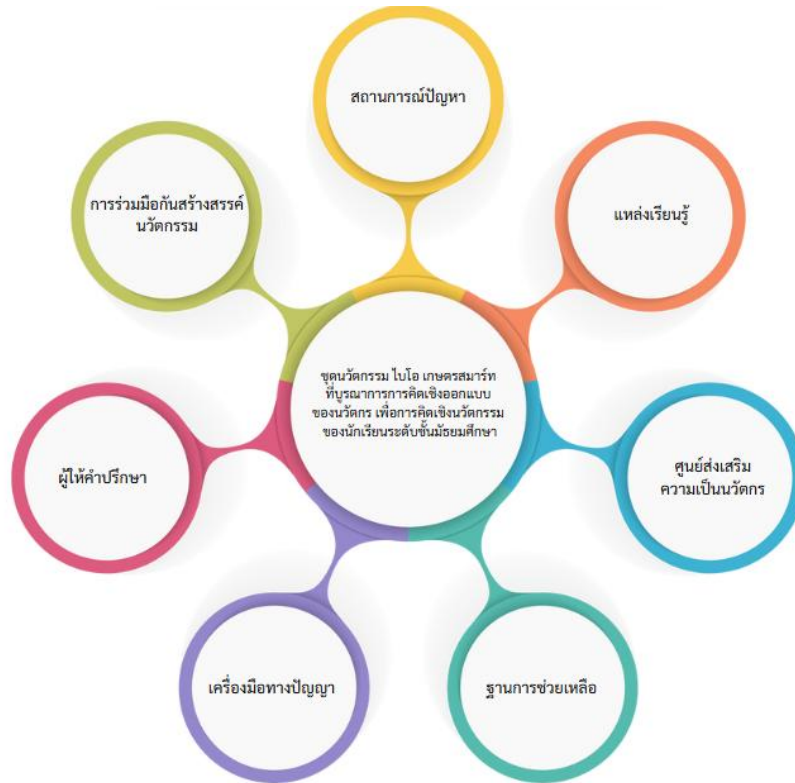 สถานการณ์ปัญหา
แหล่งเรียนรู้
ศูนย์ส่งเสริม
ความเป็นนวัตกร
ฐานการช่วยเหลือ
เครื่องมือทางปัญญา
ผู้ให้คำปรึกษา
การร่วมมือกันสร้างสรรค์
นวัตกรรม
ชุดนวัตกรรม ไบโอ เกษตรสมาร์ท
ที่บูรณาการการคิดเชิงออกแบบ
ของนวัตกร เพื่อการคิดเชิงนวัตกรรม
ของนักเรียนระดับชั้นมัธยมศึกษา